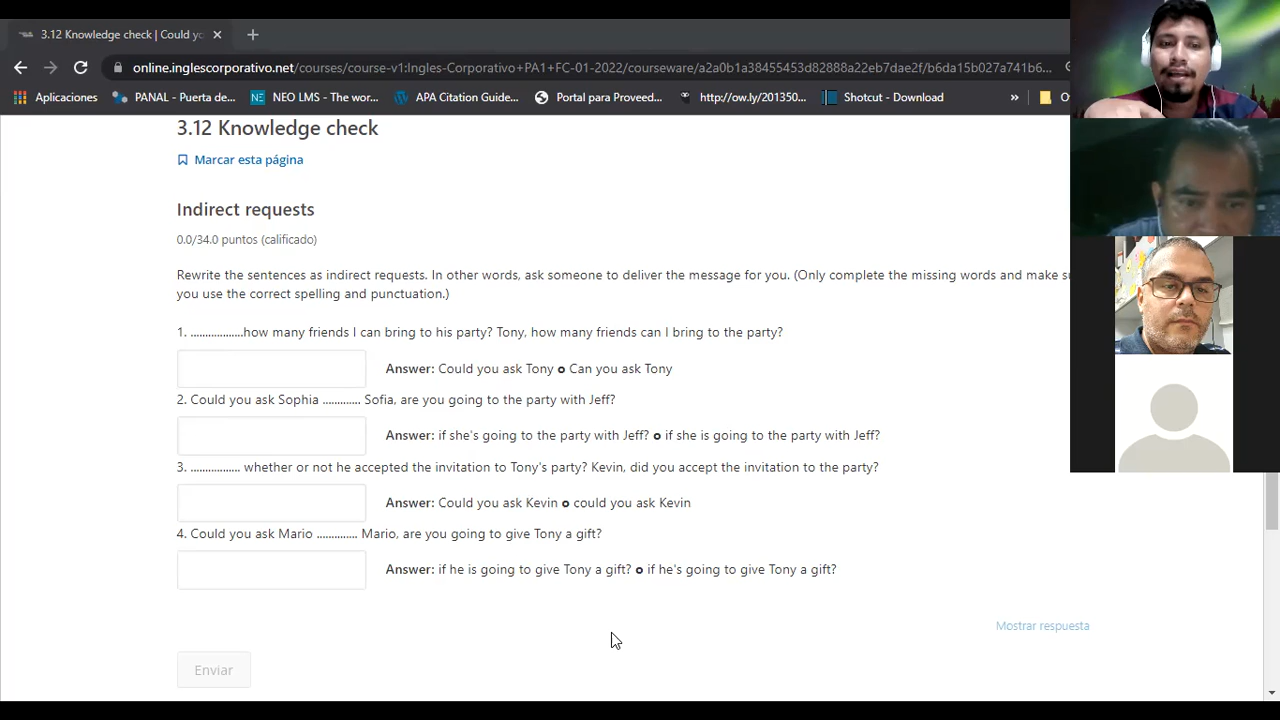 3.12 Knowledge check | Could yo
online.inglescorporativo.net/courses/course-v1:Ingles-Corporativo+PA1+FC-01-2022/courseware/a2a0b1a38455453d82888a22eb7dae2f/b6da15b027a741b6...
Aplicaciones PANAL - Puerta de... NEO LMS - The wor... APA Citation Guide... Portal para Proveed... http://ow.ly/201350... Shotcut - Download » O
3.12 Knowledge check
Marcar esta página
Indirect requests
0.0/34.0 puntos (calificado)
Rewrite the sentences as indirect requests. In other words, ask someone to deliver the message for you. (Only complete the missing words and make su
you use the correct spelling and punctuation.)
1. ..................how many friends I can bring to his party? Tony, how many friends can I bring to the party?
Answer: Could you ask Tony o Can you ask Tony
2. Could you ask Sophia ............. Sofia, are you going to the party with Jeff?
Answer: if she's going to the party with Jeff? o if she is going to the party with Jeff?
3. ................. whether or not he accepted the invitation to Tony's party? Kevin, did you accept the invitation to the party?
Answer: Could you ask Kevin o could you ask Kevin
4. Could you ask Mario .............. Mario, are you going to give Tony a gift?
Answer: if he is going to give Tony a gift? o if he's going to give Tony a gift?
Mostrar respuesta
Enviar